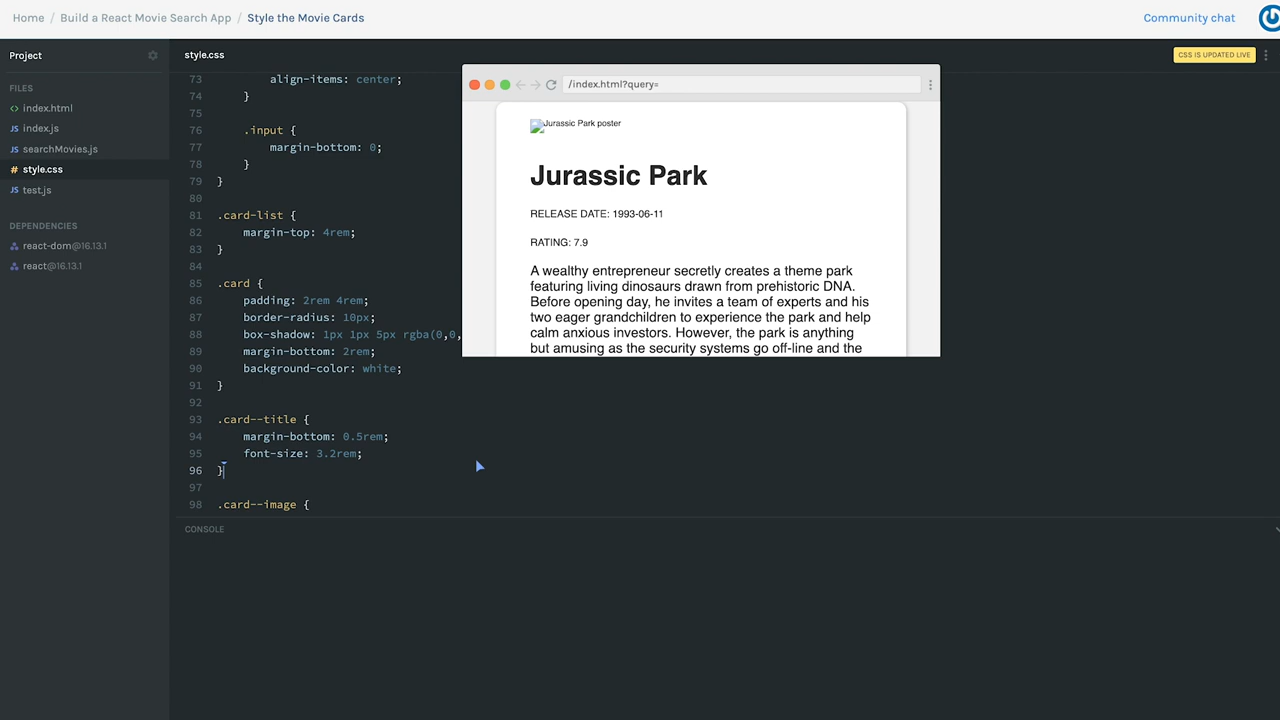 Home / Build a React Movie Search App / Style the Movie Cards
Community chat
Project
FILES
index.html
JS index.js
JS searchMovies.js
# style.css
JS test.js
DEPENDENCIES
react-dom@16.13.1
react@16.13.1
style.css
CSS IS UPDATED LIVE
73 align-items: center;
74 }
75
76 .input {
77 margin-bottom: 0;
78 }
79 }
80
81 .card-list {
82 margin-top: 4rem;
83 }
84
85 .card {
86 padding: 2rem 4rem;
87 border-radius: 10px;
88 box-shadow: 1px 1px 5px rgba(0,0,
89 margin-bottom: 2rem;
90 background-color: white;
91 }
92
93 .card--title {
94 margin-bottom: 0.5rem;
95 font-size: 3.2rem;
96 }
97
98 .card--image {
/index.html?query=
Jurassic Park poster
Jurassic Park
RELEASE DATE: 1993-06-11
RATING: 7.9
A wealthy entrepreneur secretly creates a theme park
featuring living dinosaurs drawn from prehistoric DNA.
Before opening day, he invites a team of experts and his
two eager grandchildren to experience the park and help
calm anxious investors. However, the park is anything
but amusing as the security systems go off-line and the
CONSOLE